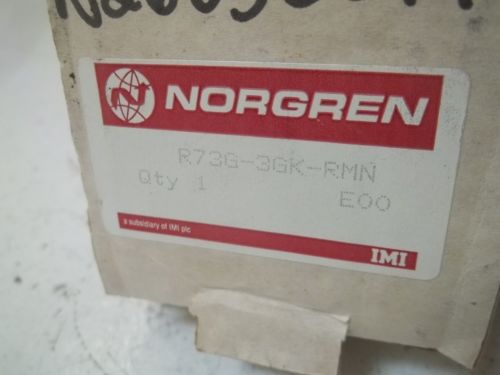 NORGREN
R73G-3GK-RMN
Qty 1
E00
a subsidiary of IMI plc
IMI